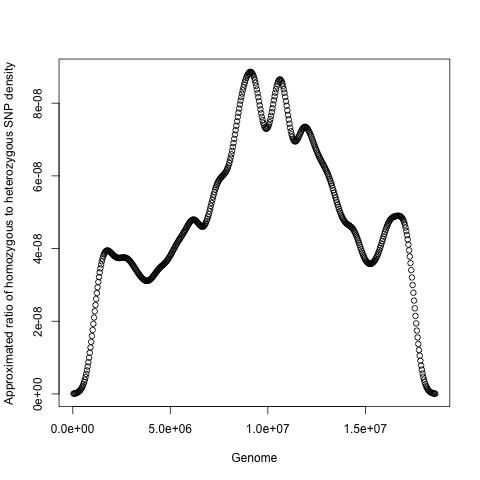 Approximated ratio of homozygous to heterozygous SNP density
8e-08
6e-08
4e-08
2e-08
0e+00
0.0e+00 5.0e+06 1.0e+07 1.5e+07
Genome